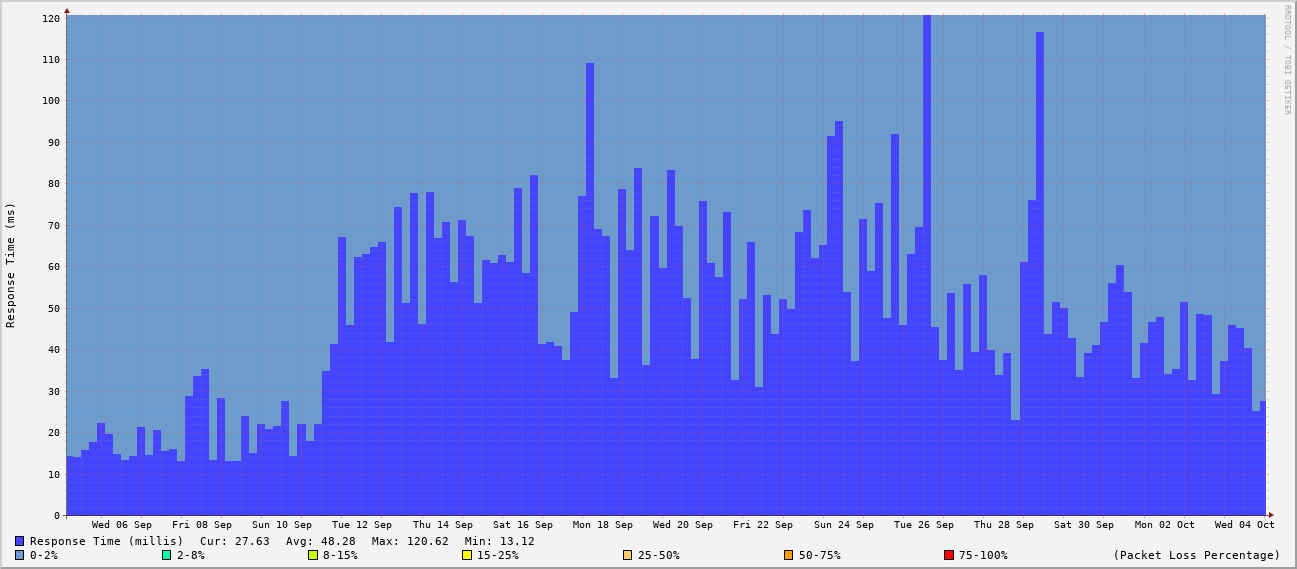 RRDTOOL / TOBI OETIKER
Response Time (ms)
120
110
100
90
80
70
60
50
40
30
20
10
0
Wed 06 Sep Fri 08 Sep Sun 10 Sep Tue 12 Sep Thu 14 Sep Sat 16 Sep Mon 18 Sep Wed 20 Sep Fri 22 Sep Sun 24 Sep Tue 26 Sep Thu 28 Sep Sat 30 Sep Mon 02 Oct Wed 04 Oct
Response Time (millis) Cur: 27.63 Avg: 48.28 Max: 120.62 Min: 13.12
0-2% 2-8% 8-15% 15-25% 25-50% 50-75% 75-100% (Packet Loss Percentage)